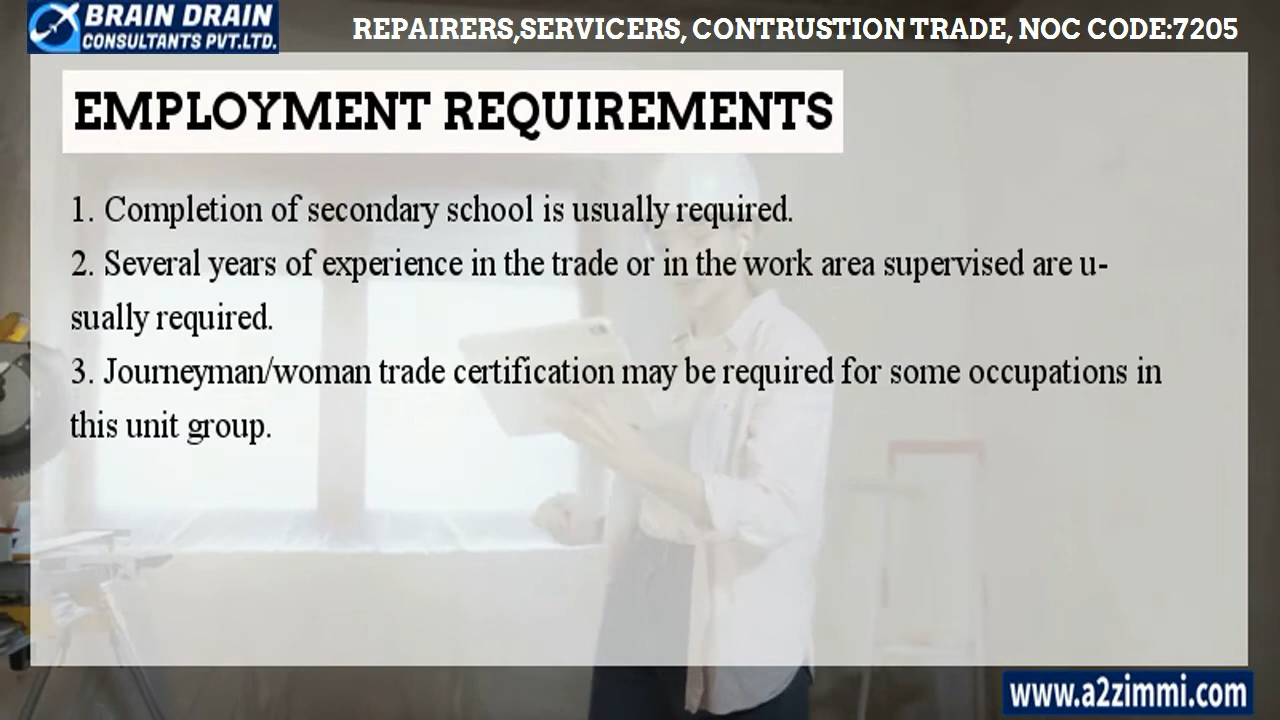 BRAIN DRAIN
CONSULTANTS PVT.LTD.
REPAIRERS,SERVICERS, CONTRUSTION TRADE, NOC CODE:7205
EMPLOYMENT REQUIREMENTS
1. Completion of secondary school is usually required.
2. Several years of experience in the trade or in the work area supervised are u-
sually required.
3. Journeyman/woman trade certification may be required for some occupations in
this unit group.
www.a2zimmi.com